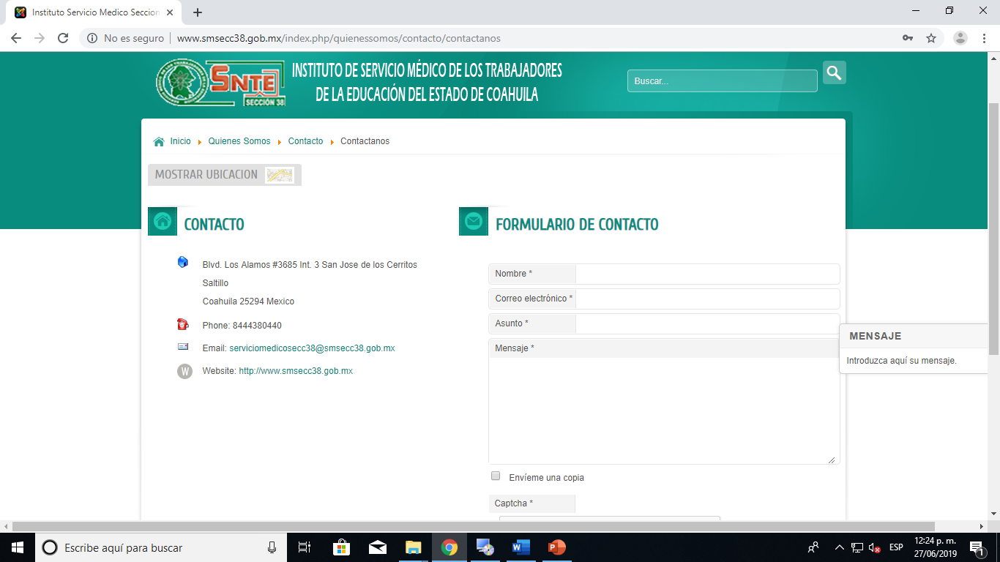 Instituto Servicio Medico Seccion
No es seguro
www.smsecc38.gob.mx/index.php/quienessomos/contacto/contactanos
SNTE
SECCIÓN 38
INSTITUTO DE SERVICIO MÉDICO DE LOS TRABAJADORES
DE LA EDUCACIÓN DEL ESTADO DE COAHUILA
Buscar...
Inicio Quienes Somos Contacto Contactanos
MOSTRAR UBICACION
CONTACTO
Blvd. Los Alamos #3685 Int. 3 San Jose de los Cerritos
Saltillo
Coahuila 25294 Mexico
Phone: 8444380440
Email: serviciomedicosecc38@smsecc38.gob.mx
W
Website: http://www.smsecc38.gob.mx
FORMULARIO DE CONTACTO
Nombre *
Correo electrónico *
Asunto *
Mensaje *
MENSAJE
Introduzca aquí su mensaje.
Envíeme una copia
Captcha *
Escribe aquí para buscar
ESP
12:24 p. m.
27/06/2019
1